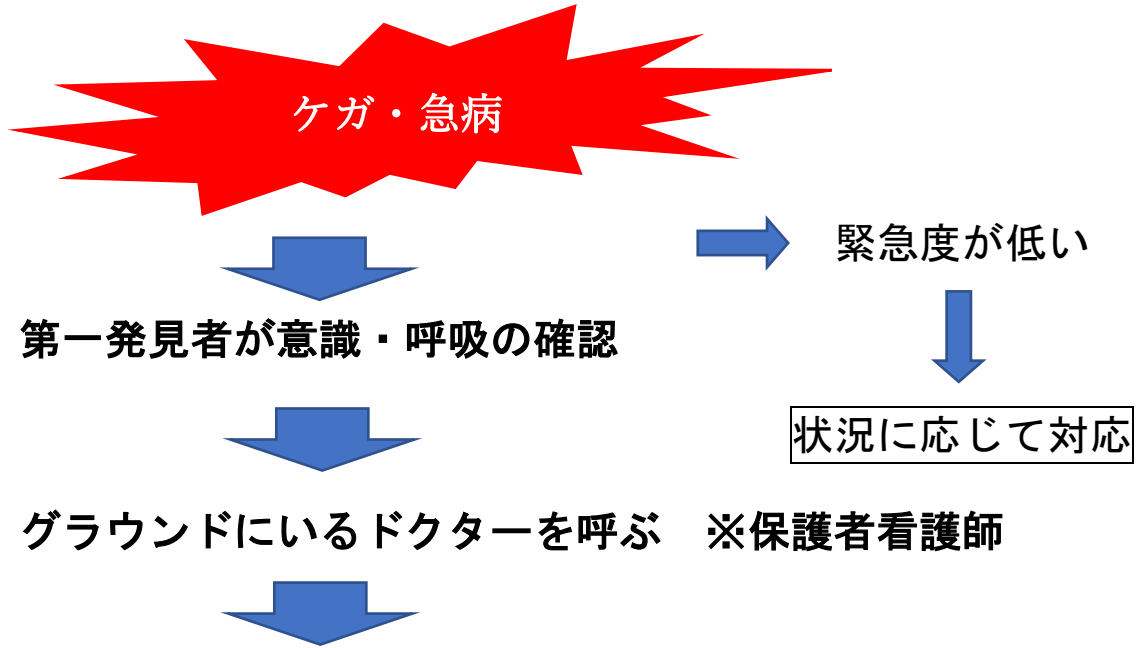 ケガ・急病
緊急度が低い
第一発見者が意識・呼吸の確認
状況に応じて対応
グラウンドにいるドクターを呼ぶ　※保護者看護師